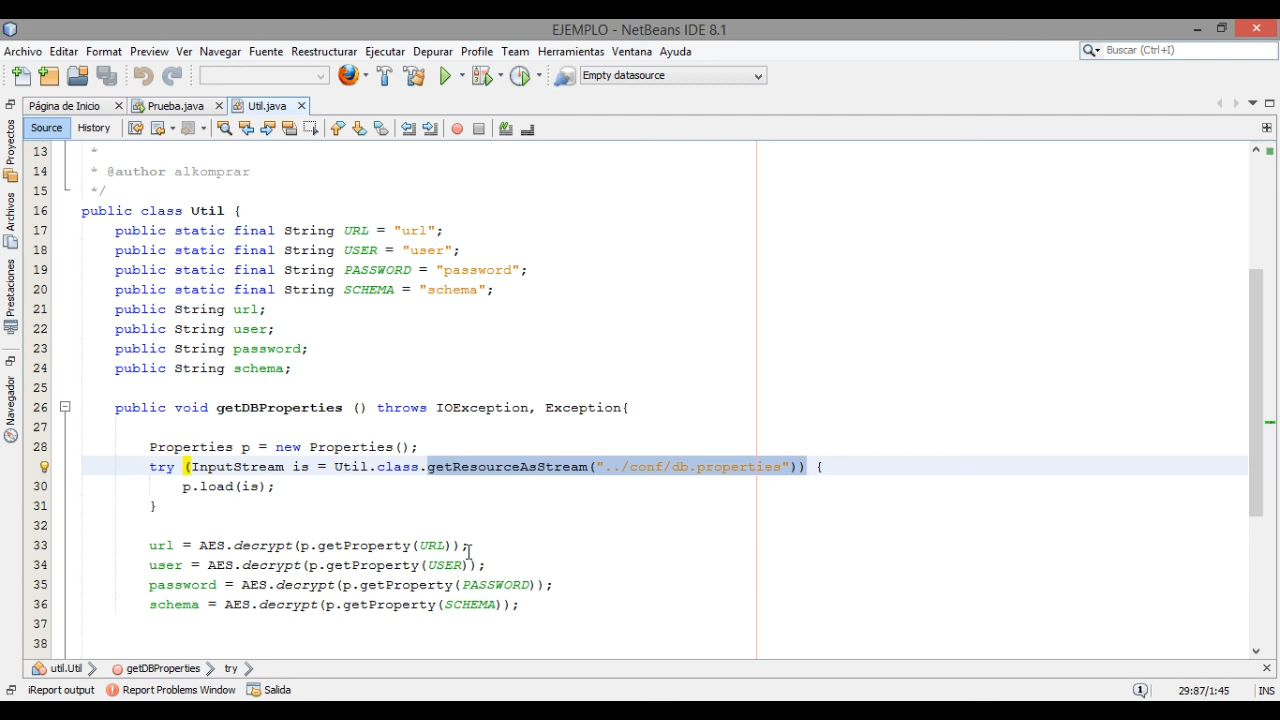 EJEMPLO - NetBeans IDE 8.1
Archivo Editar Format Preview Ver Navegar Fuente Reestructurar Ejecutar Depurar Profile Team Herramientas Ventana Ayuda
Buscar (Ctrl+I)
Empty datasource
Página de Inicio Prueba.java Util.java
Source History
Proyectos
Archivos
Prestaciones
Navegador
13 *
14 * @author alkomprar
15 */
16 public class Util {
17 public static final String URL = "url";
18 public static final String USER = "user";
19 public static final String PASSWORD = "password";
20 public static final String SCHEMA = "schema";
21 public String url;
22 public String user;
23 public String password;
24 public String schema;
25
26 public void getDBProperties () throws IOException, Exception{
27
28 Properties p = new Properties();
try (InputStream is = Util.class.getResourceAsStream("../conf/db.properties")) {
30 p.load(is);
31 }
32
33 url = AES.decrypt(p.getProperty(URL));
34 user = AES.decrypt(p.getProperty(USER));
35 password = AES.decrypt(p.getProperty(PASSWORD));
36 schema = AES.decrypt(p.getProperty(SCHEMA));
37
38
util.Util getDBProperties try
iReport output Report Problems Window Salida 1 29:87/1:45 INS